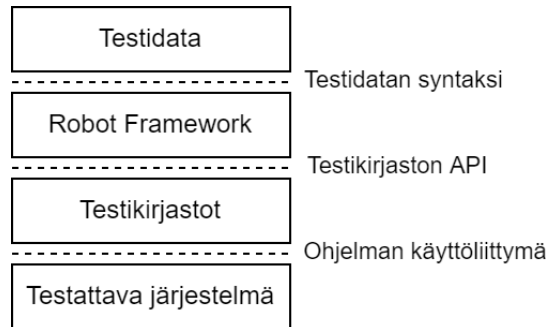 Testidata
Testidatan syntaksi
Robot Framework
Testikirjaston API
Testikirjastot
Ohjelman käyttöliittymä
Testattava järjestelmä